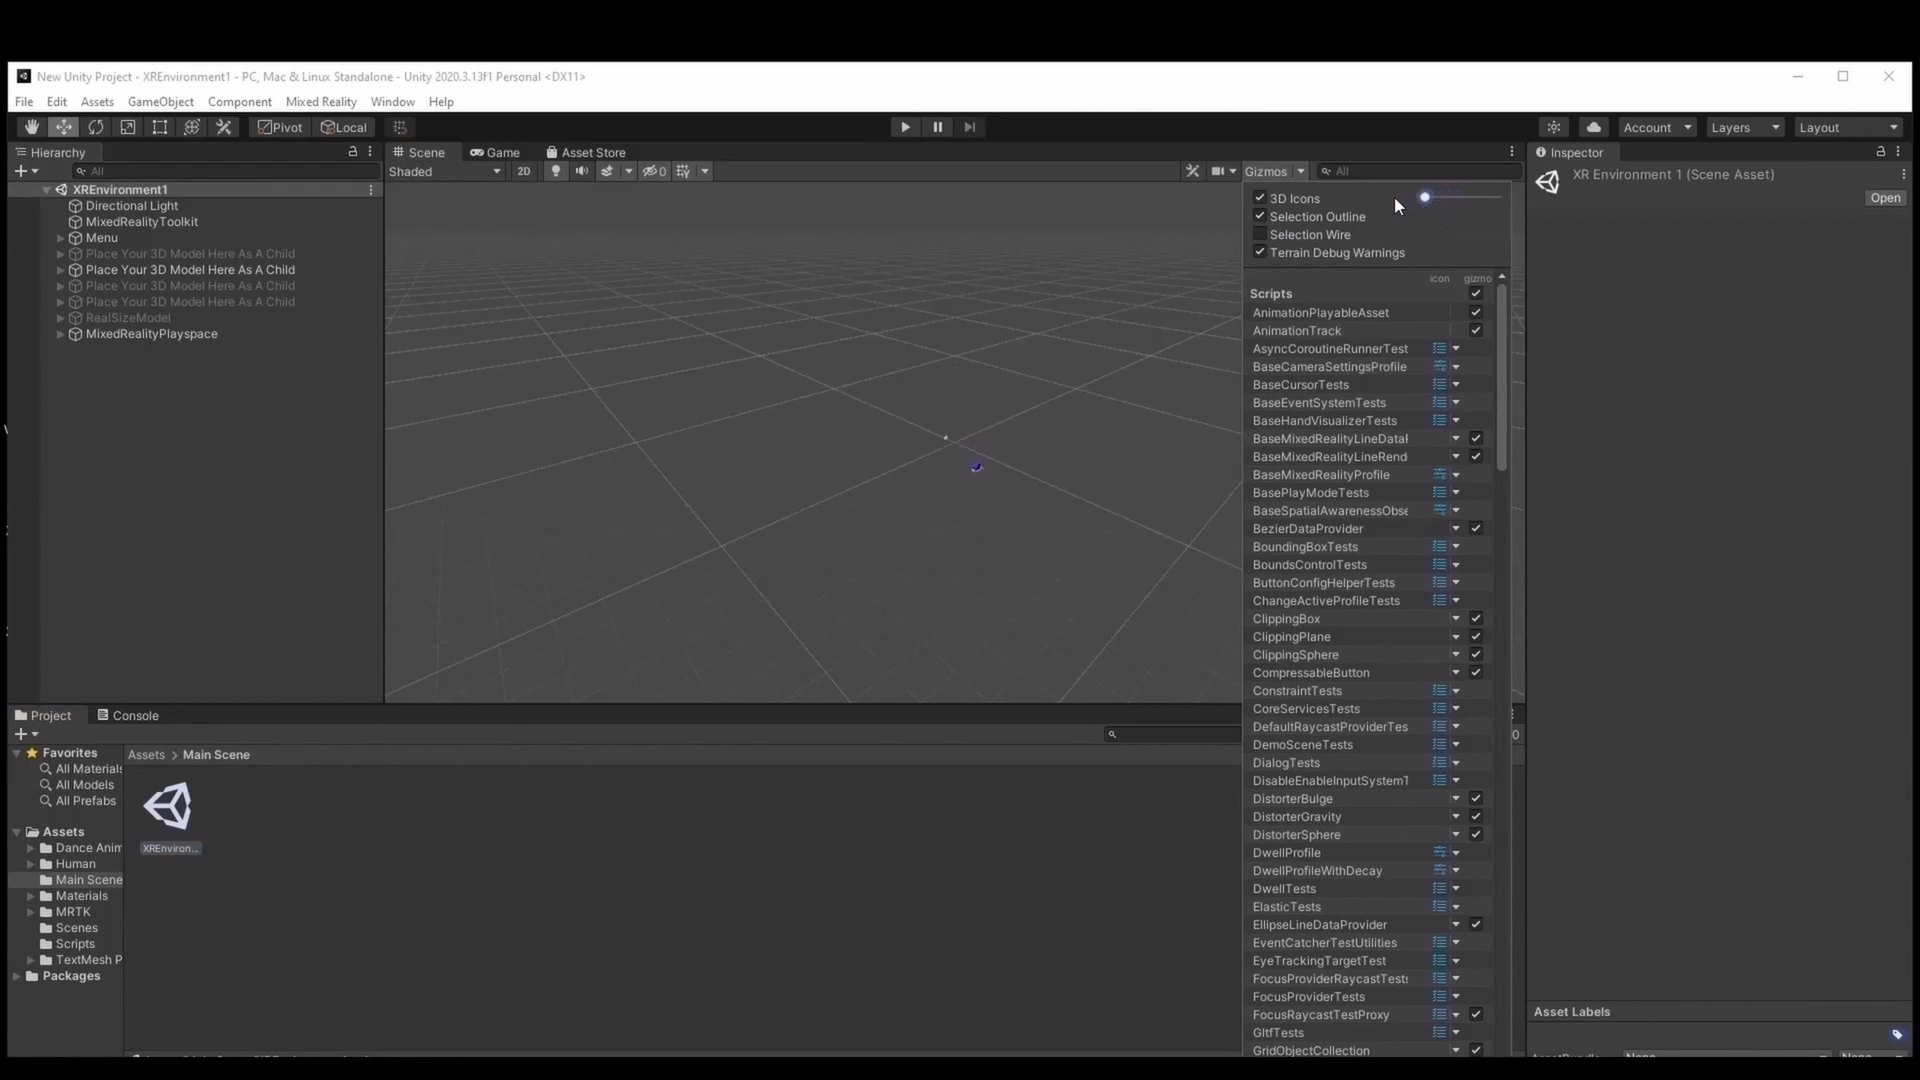 New Unity Project - XREnvironment1 - PC, Mac & Linux Standalone - Unity 2020.3.13f1 Personal <DX11>
File Edit Assets GameObject Component Mixed Reality Window Help
Pivot Local Account Layers Layout
Hierarchy
All
XREnvironment1
Directional Light
MixedRealityToolkit
Menu
Place Your 3D Model Here As A Child
Place Your 3D Model Here As A Child
Place Your 3D Model Here As A Child
Place Your 3D Model Here As A Child
RealSizeModel
MixedRealityPlayspace
Scene Game Asset Store
Shaded 2D 0 Gizmos All
3D Icons
Selection Outline
Selection Wire
Terrain Debug Warnings
icon gizmo
Scripts
AnimationPlayableAsset
AnimationTrack
AsyncCoroutineRunnerTest
BaseCameraSettingsProfile
BaseCursorTests
BaseEventSystemTests
BaseHandVisualizerTests
BaseMixedRealityLineDataF
BaseMixedRealityLineRend
BaseMixedRealityProfile
BasePlayModeTests
BaseSpatialAwarenessObse
BezierDataProvider
BoundingBoxTests
BoundsControlTests
ButtonConfigHelperTests
ChangeActiveProfileTests
ClippingBox
ClippingPlane
ClippingSphere
CompressableButton
ConstraintTests
CoreServicesTests
DefaultRaycastProviderTes
DemoSceneTests
DialogTests
DisableEnableInputSystemT
DistorterBulge
DistorterGravity
DistorterSphere
DwellProfile
DwellProfileWithDecay
DwellTests
ElasticTests
EllipseLineDataProvider
EventCatcherTestUtilities
EyeTrackingTargetTest
FocusProviderRaycastTests
FocusProviderTests
FocusRaycastTestProxy
GltfTests
GridObjectCollection
Inspector
XR Environment 1 (Scene Asset)
Open
Asset Labels
Project Console
Favorites
All Materials
All Models
All Prefabs
Assets
Dance Anim
Human
Main Scene
Materials
MRTK
Scenes
Scripts
TextMesh P
Packages
Assets > Main Scene
XREnviron...